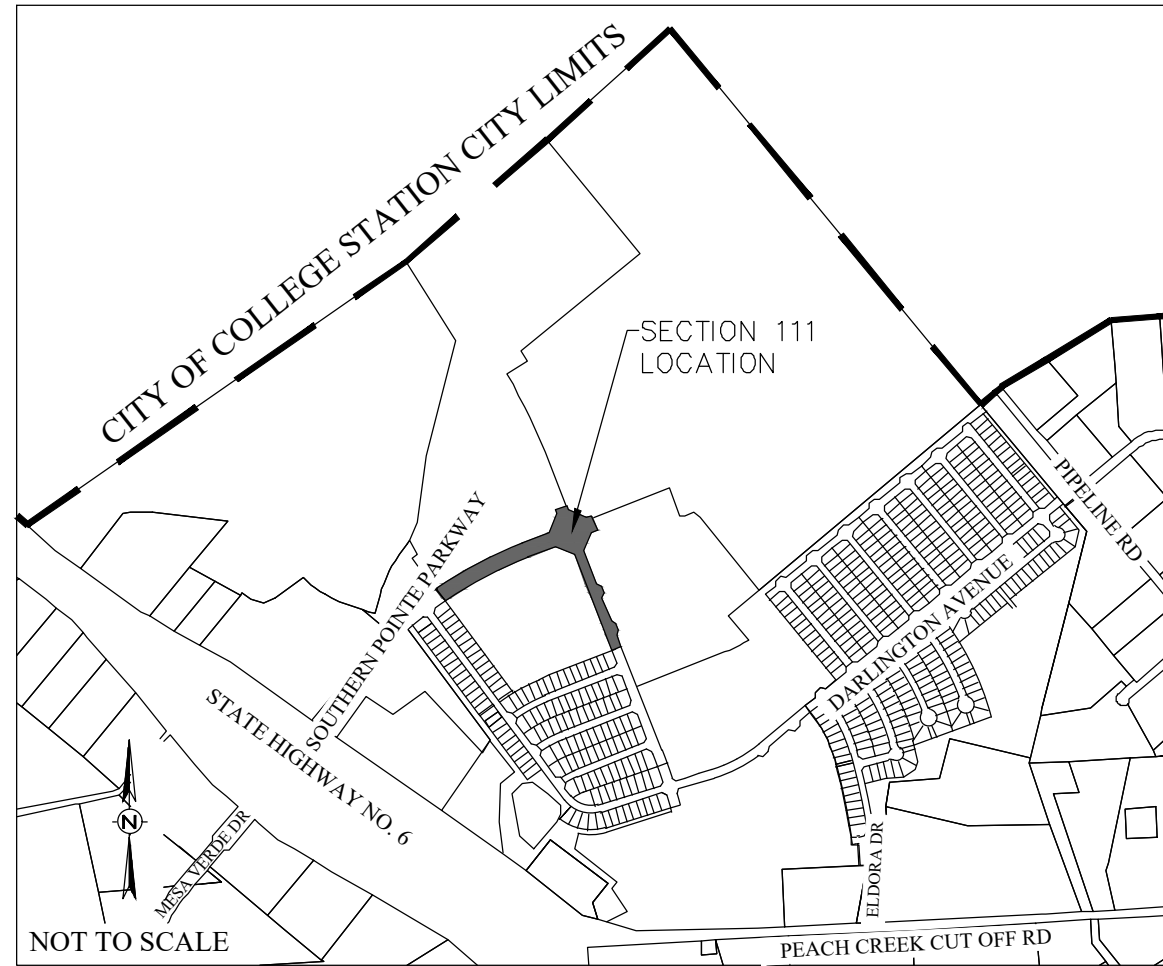 CITY OF COLLEGE STATION CITY LIMITS
SECTION 111
LOCATION
PIPELINE RD
SOUTHERN POINTE PARKWAY
DARLINGTON AVENUE
STATE HIGHWAY NO. 6
N
MESA VERDE DR
ELDORA DR
NOT TO SCALE
PEACH CREEK CUT OFF RD